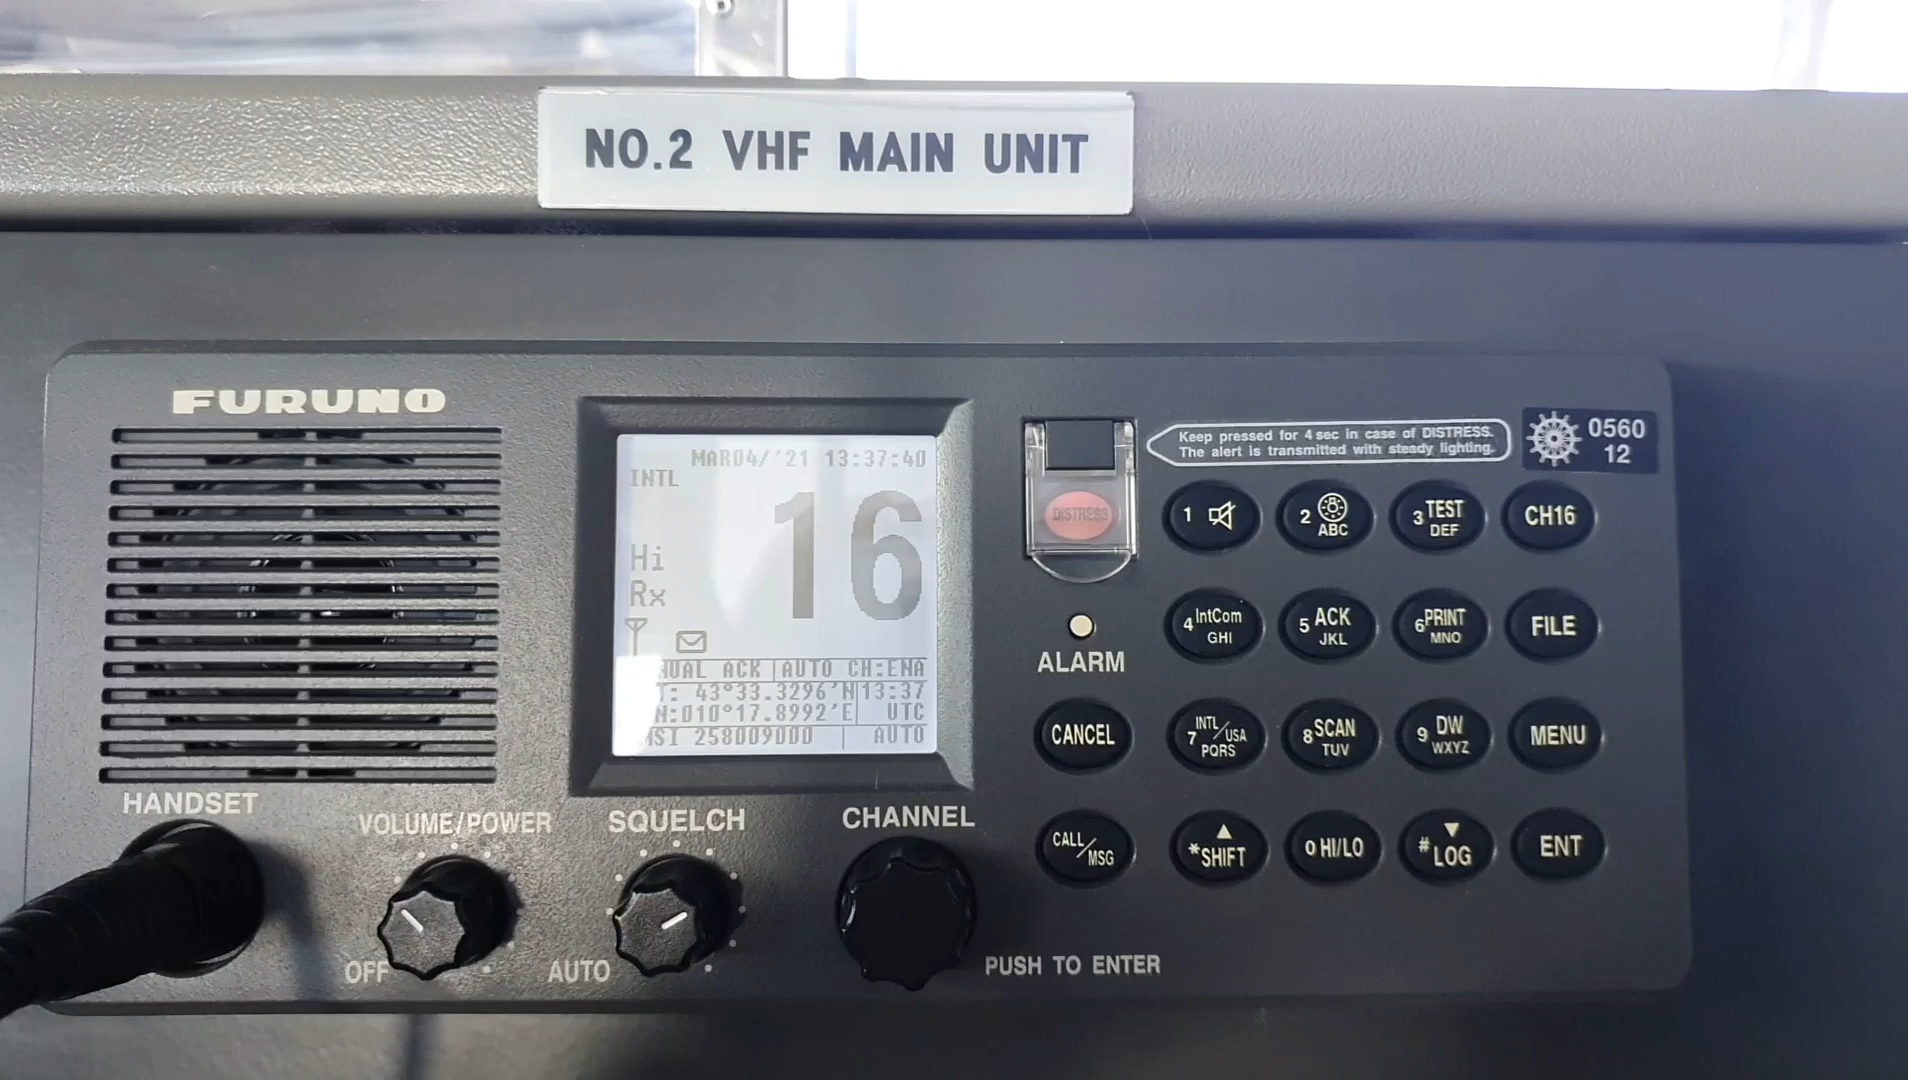 NO.2 VHF MAIN UNIT
FURUNO
MAR04/'21 13:37:40
INTL
16
Hi
Rx
ACK AUTO CH:ENA
43°33.3296'N 13:37
010°17.8992'E UTC
258009000 AUTO
Keep pressed for 4 sec in case of DISTRESS.
The alert is transmitted with steady lighting.
0560
12
DISTRESS
ALARM
1
2 ABC
3 TEST DEF
CH16
4 IntCom GHI
5 ACK JKL
6 PRINT MNO
FILE
CANCEL
7 INTL/USA PQRS
8 SCAN TUV
9 DW WXYZ
MENU
CALL/MSG
*SHIFT
0 HI/LO
# LOG
ENT
HANDSET
VOLUME/POWER
OFF
SQUELCH
AUTO
CHANNEL
PUSH TO ENTER